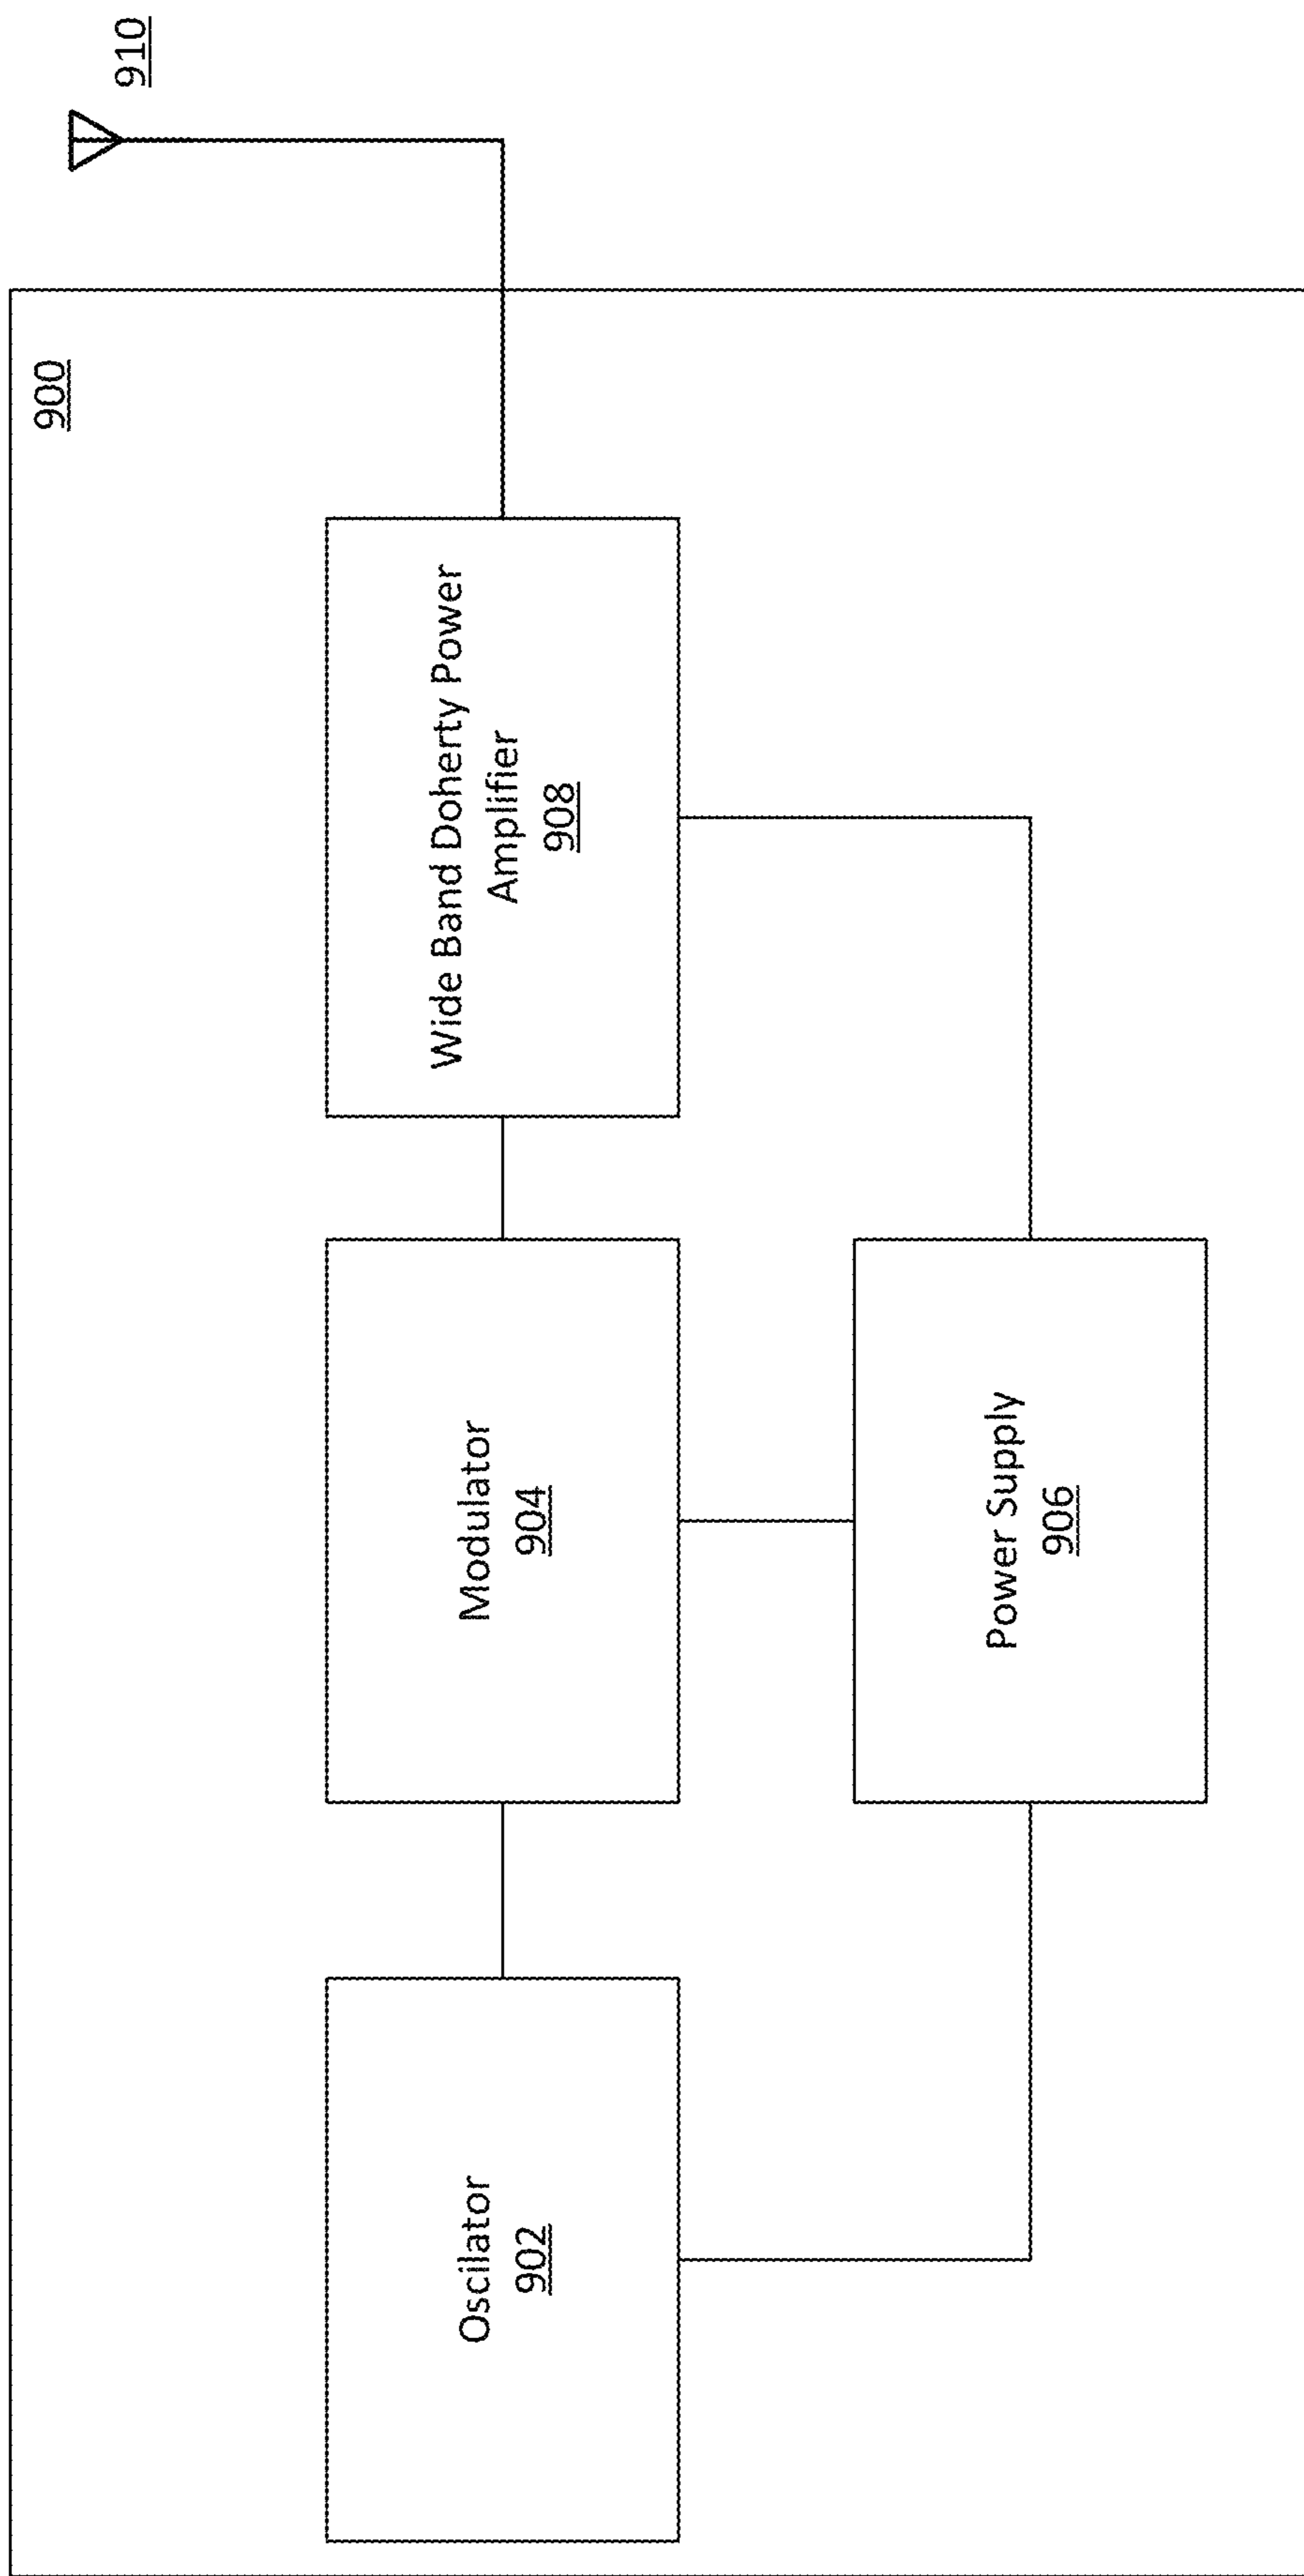 900
910
Oscilator
902
Modulator
904
Wide Band Doherty Power
Amplifier
908
Power Supply
906